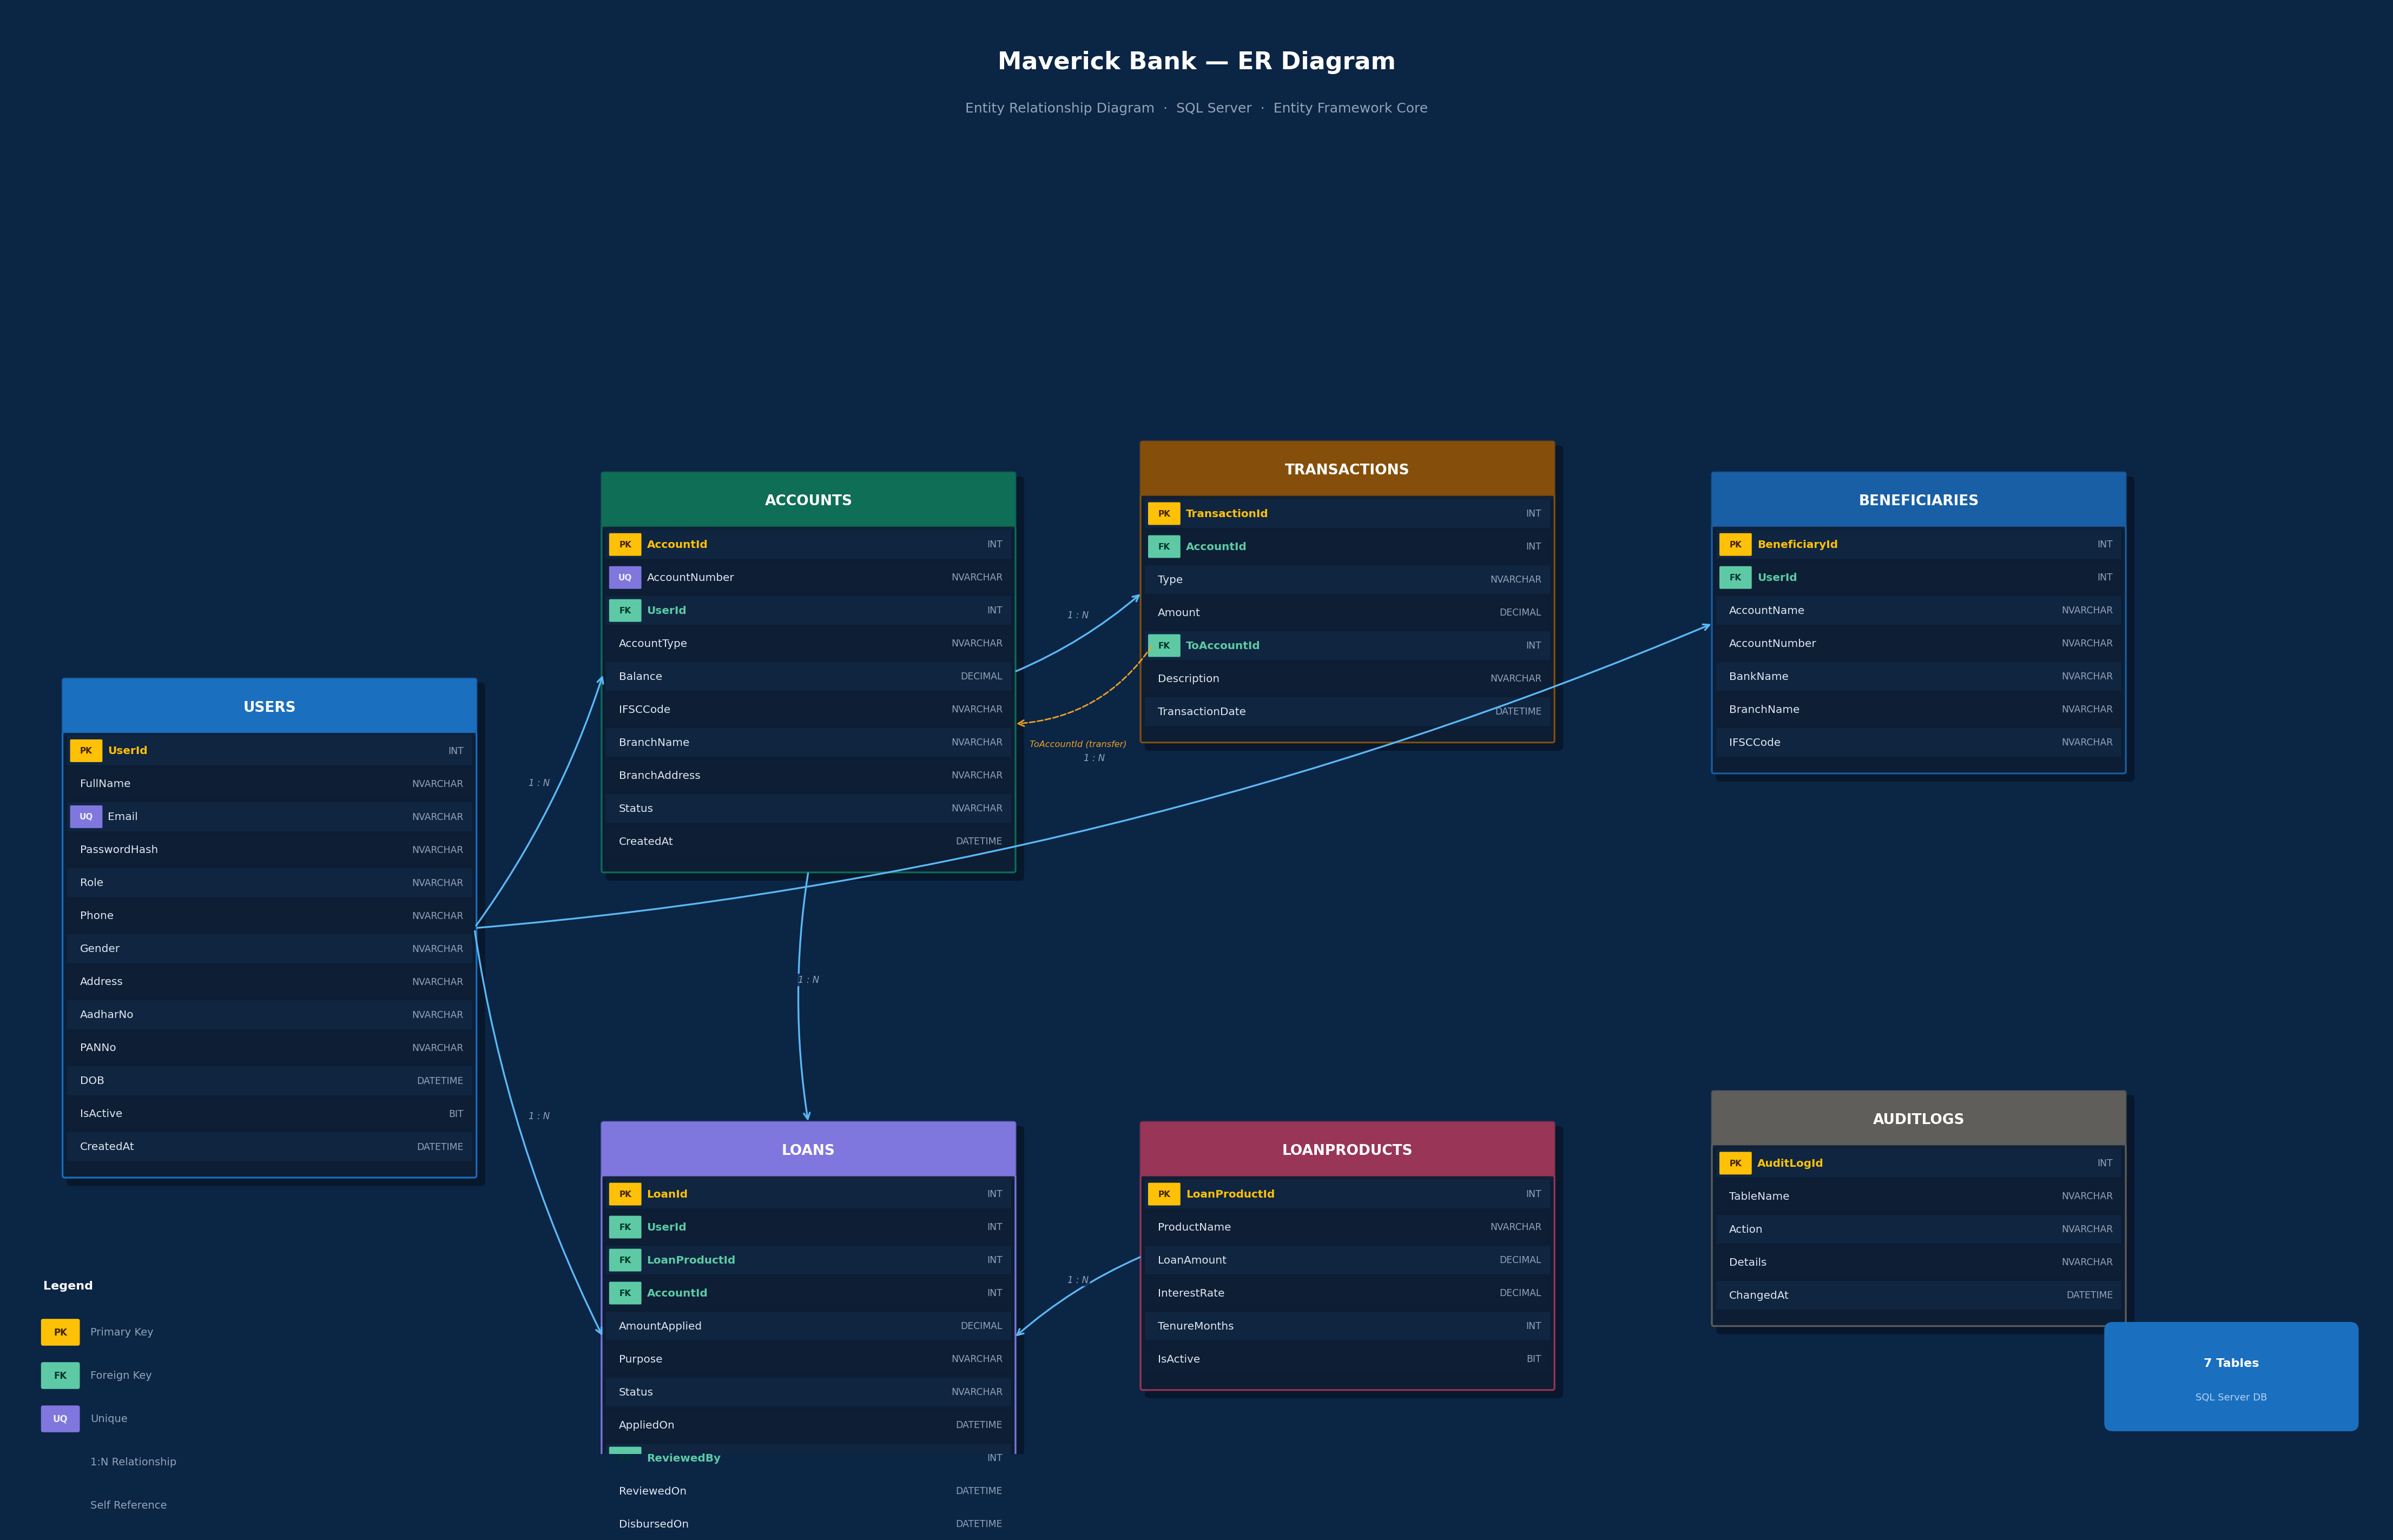 Maverick Bank — ER Diagram
Entity Relationship Diagram · SQL Server · Entity Framework Core
USERS
PK UserId INT
FullName NVARCHAR
UQ Email NVARCHAR
PasswordHash NVARCHAR
Role NVARCHAR
Phone NVARCHAR
Gender NVARCHAR
Address NVARCHAR
AadharNo NVARCHAR
PANNo NVARCHAR
DOB DATETIME
IsActive BIT
CreatedAt DATETIME
1 : N
1 : N
ACCOUNTS
PK AccountId INT
UQ AccountNumber NVARCHAR
FK UserId INT
AccountType NVARCHAR
Balance DECIMAL
IFSCCode NVARCHAR
BranchName NVARCHAR
BranchAddress NVARCHAR
Status NVARCHAR
CreatedAt DATETIME
1 : N
ToAccountId (transfer)
1 : N
1 : N
TRANSACTIONS
PK TransactionId INT
FK AccountId INT
Type NVARCHAR
Amount DECIMAL
FK ToAccountId INT
Description NVARCHAR
TransactionDate DATETIME
BENEFICIARIES
PK BeneficiaryId INT
FK UserId INT
AccountName NVARCHAR
AccountNumber NVARCHAR
BankName NVARCHAR
BranchName NVARCHAR
IFSCCode NVARCHAR
LOANS
PK LoanId INT
FK UserId INT
FK LoanProductId INT
FK AccountId INT
AmountApplied DECIMAL
Purpose NVARCHAR
Status NVARCHAR
AppliedOn DATETIME
ReviewedBy INT
ReviewedOn DATETIME
DisbursedOn DATETIME
1 : N
LOANPRODUCTS
PK LoanProductId INT
ProductName NVARCHAR
LoanAmount DECIMAL
InterestRate DECIMAL
TenureMonths INT
IsActive BIT
AUDITLOGS
PK AuditLogId INT
TableName NVARCHAR
Action NVARCHAR
Details NVARCHAR
ChangedAt DATETIME
7 Tables
SQL Server DB
Legend
PK Primary Key
FK Foreign Key
UQ Unique
1:N Relationship
Self Reference